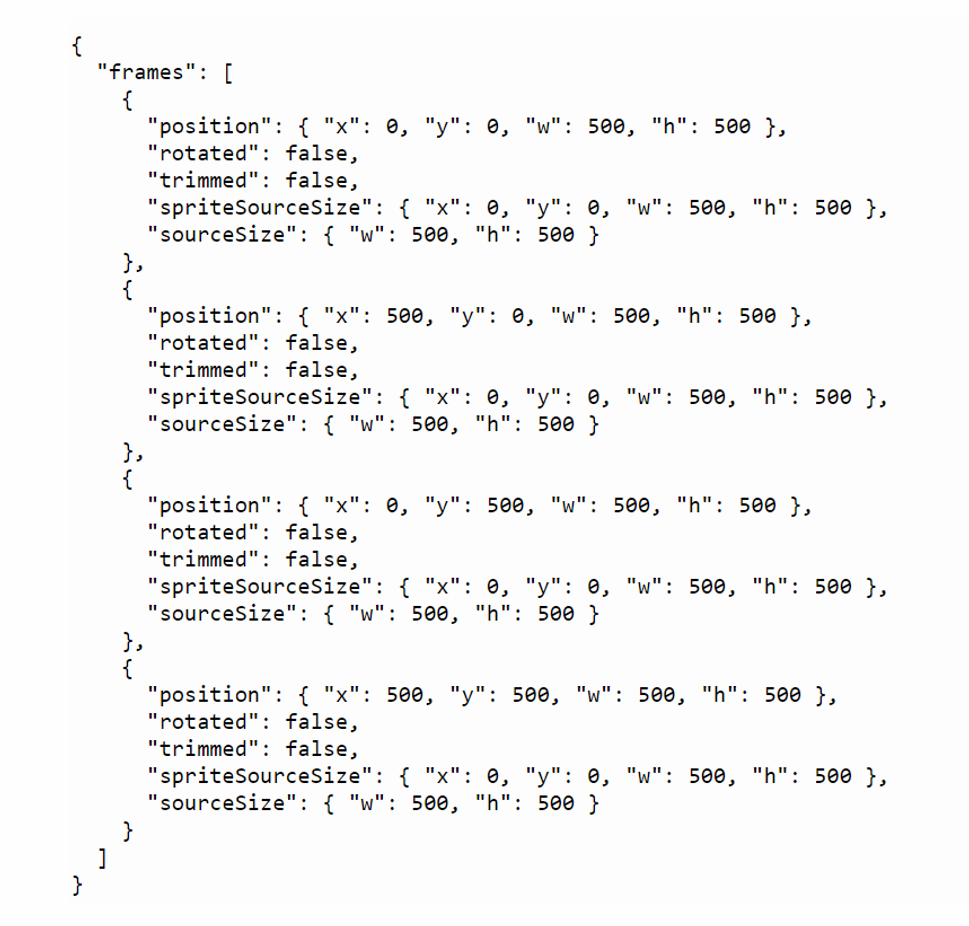 {
  "frames": [
    {
      "position": { "x": 0, "y": 0, "w": 500, "h": 500 },
      "rotated": false,
      "trimmed": false,
      "spriteSourceSize": { "x": 0, "y": 0, "w": 500, "h": 500 },
      "sourceSize": { "w": 500, "h": 500 }
    },
    {
      "position": { "x": 500, "y": 0, "w": 500, "h": 500 },
      "rotated": false,
      "trimmed": false,
      "spriteSourceSize": { "x": 0, "y": 0, "w": 500, "h": 500 },
      "sourceSize": { "w": 500, "h": 500 }
    },
    {
      "position": { "x": 0, "y": 500, "w": 500, "h": 500 },
      "rotated": false,
      "trimmed": false,
      "spriteSourceSize": { "x": 0, "y": 0, "w": 500, "h": 500 },
      "sourceSize": { "w": 500, "h": 500 }
    },
    {
      "position": { "x": 500, "y": 500, "w": 500, "h": 500 },
      "rotated": false,
      "trimmed": false,
      "spriteSourceSize": { "x": 0, "y": 0, "w": 500, "h": 500 },
      "sourceSize": { "w": 500, "h": 500 }
    }
  ]
}